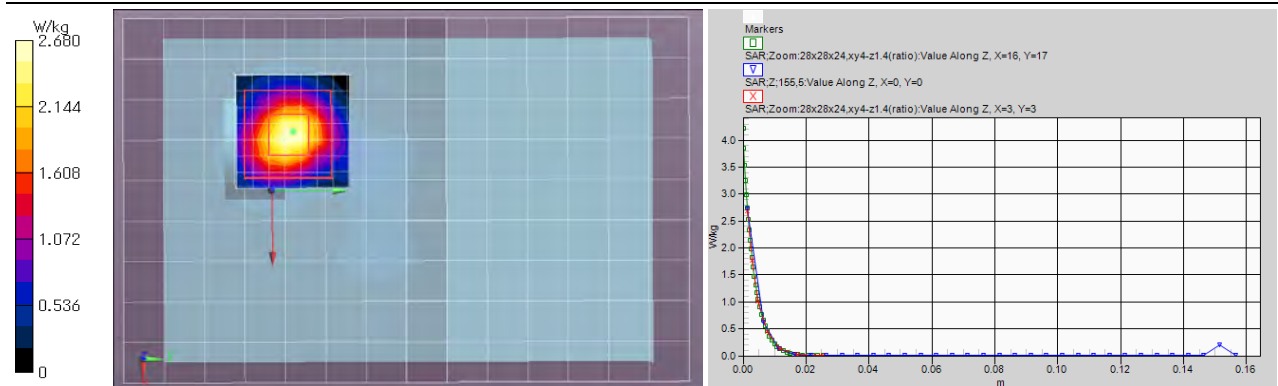 W/kg
2.680
2.144
1.608
1.072
0.536
0
Markers
SAR;Zoom:28x28x24,xy4-z1.4(ratio):Value Along Z, X=16, Y=17
SAR;Z;155,5:Value Along Z, X=0, Y=0
SAR;Zoom:28x28x24,xy4-z1.4(ratio):Value Along Z, X=3, Y=3
4.0
3.5
3.0
2.5
2.0
1.5
1.0
0.5
0.0
W/kg
0.00 0.02 0.04 0.06 0.08 0.10 0.12 0.14 0.16
m